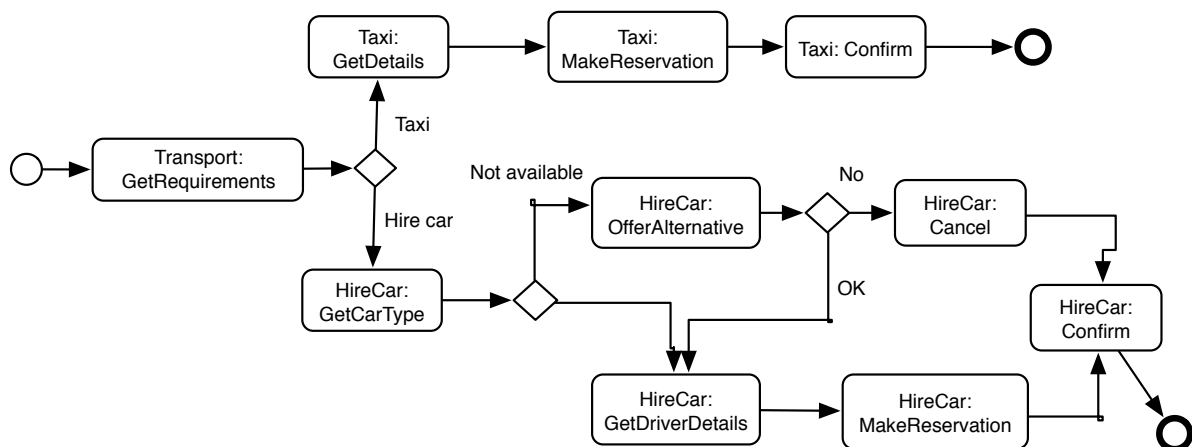 Taxi:
GetDetails
Taxi:
MakeReservation
Taxi: Confirm
Taxi
Transport:
GetRequirements
Not available
No
HireCar:
OfferAlternative
HireCar:
Cancel
Hire car
HireCar:
GetCarType
OK
HireCar:
Confirm
HireCar:
GetDriverDetails
HireCar:
MakeReservation